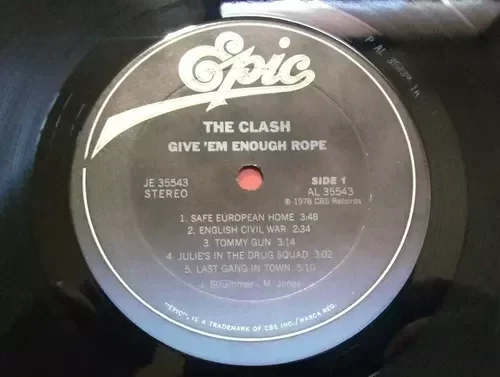 Epic
THE CLASH
GIVE 'EM ENOUGH ROPE
JE 35543
STEREO
SIDE 1
AL 35543
℗ 1978 CBS Records
1. SAFE EUROPEAN HOME 3:48
2. ENGLISH CIVIL WAR 2:34
3. TOMMY GUN 3:14
4. JULIE'S IN THE DRUG SQUAD 3:02
5. LAST GANG IN TOWN 5:10
J. Strummer - M. Jones
"EPIC", IS A TRADEMARK OF CBS INC./MARCA REG.
P AL